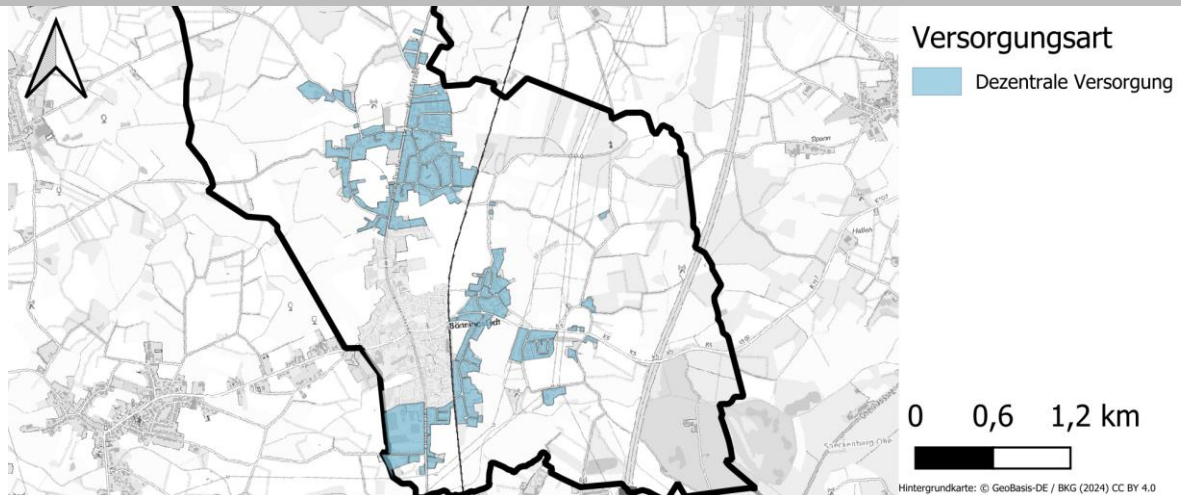 Versorgungsart
Dezentrale Versorgung
0 0,6 1,2 km
Hintergrundkarte: © GeoBasis-DE / BKG (2024) CC BY 4.0